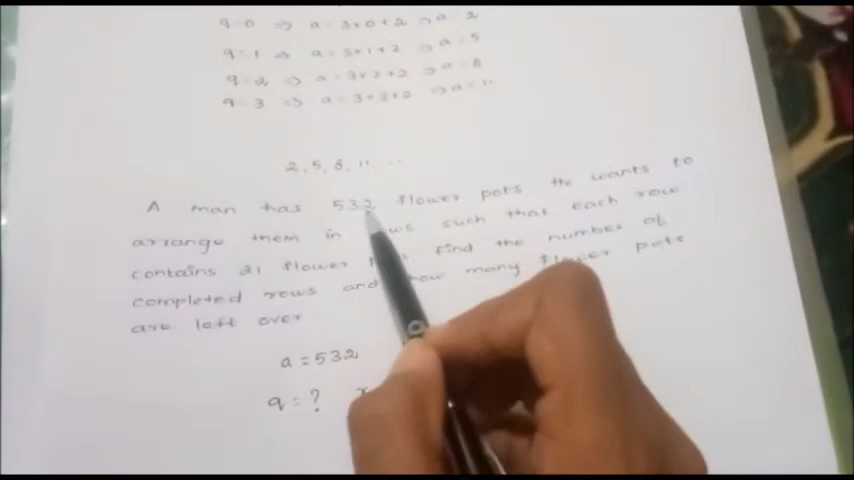 q=0 => a=3×0+2 => a=2
q=1 => a=3×1+2 => a=5
q=2 => a=3×2+2 => a=8
q=3 => a=3×3+2 => a=11
2, 5, 8, 11 ...
A man has 532 flower pots He wants to
arrange them in such that each row
contains 21 flower find the number of
completed rows and how many flower pots
are left over
a = 532
q = ?